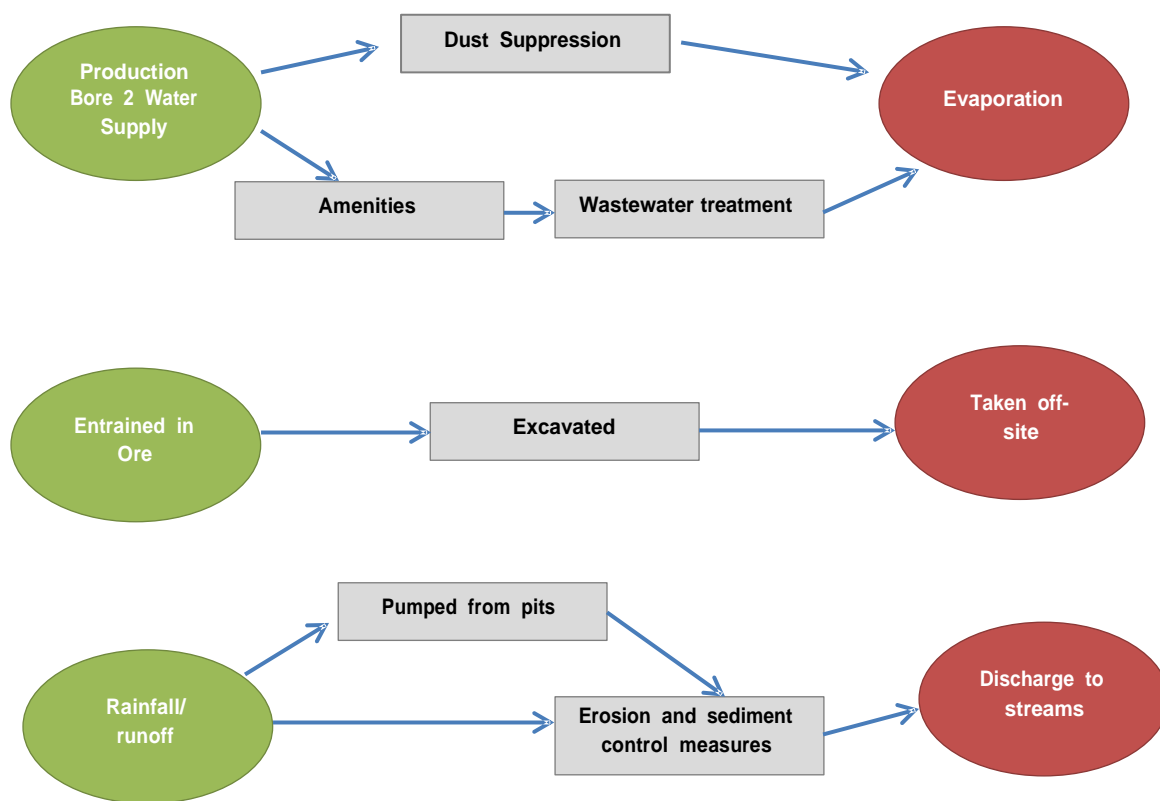 Dust Suppression
Production
Bore 2 Water
Supply
Evaporation
Amenities
Wastewater treatment
Entrained in
Ore
Excavated
Taken off-
site
Pumped from pits
Rainfall/
runoff
Erosion and sediment
control measures
Discharge to
streams